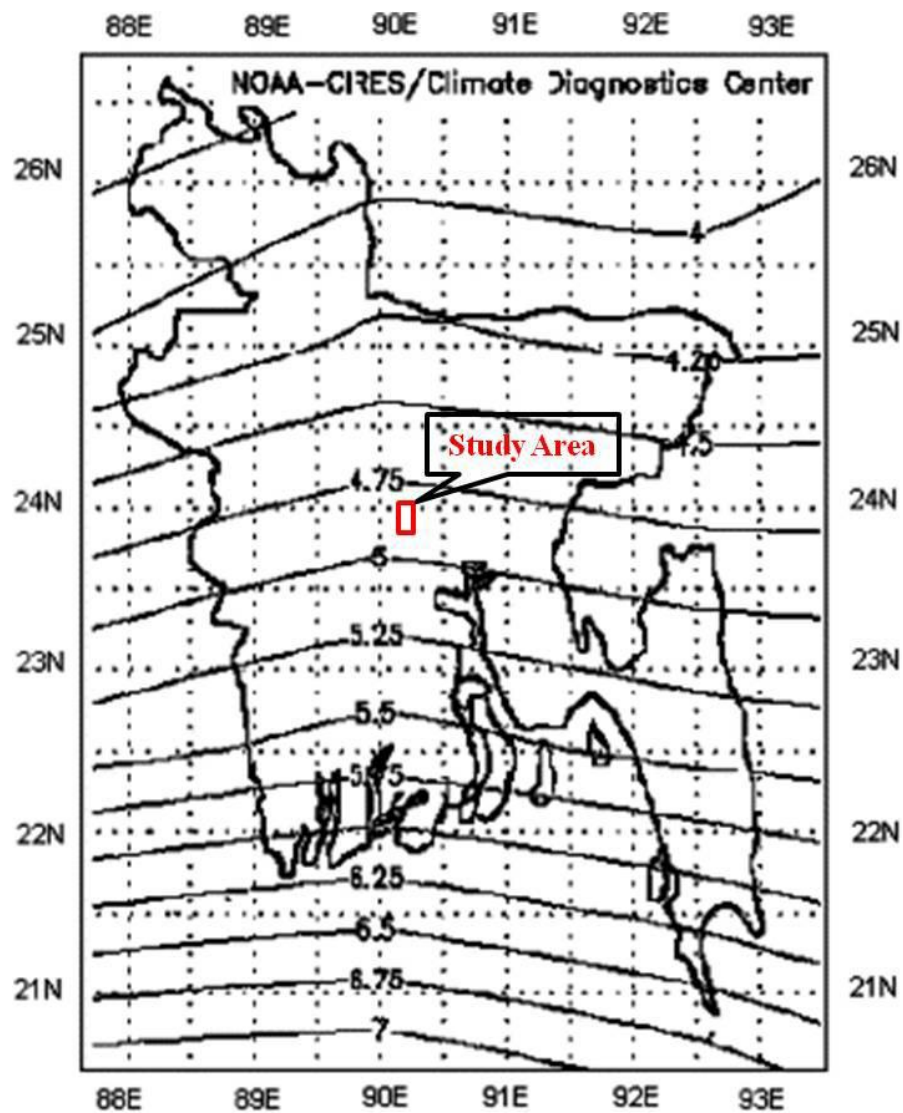 88E 89E 90E 91E 92E 93E
NOAA-CIRES/Climate Diagnostics Center
26N 26N
4
25N 25N
4.25
4.5
Study Area
4.75
24N 24N
5
5.25
23N 23N
5.5
5.75
22N 22N
6.25
6.5
21N 6.75 21N
7
88E 89E 90E 91E 92E 93E